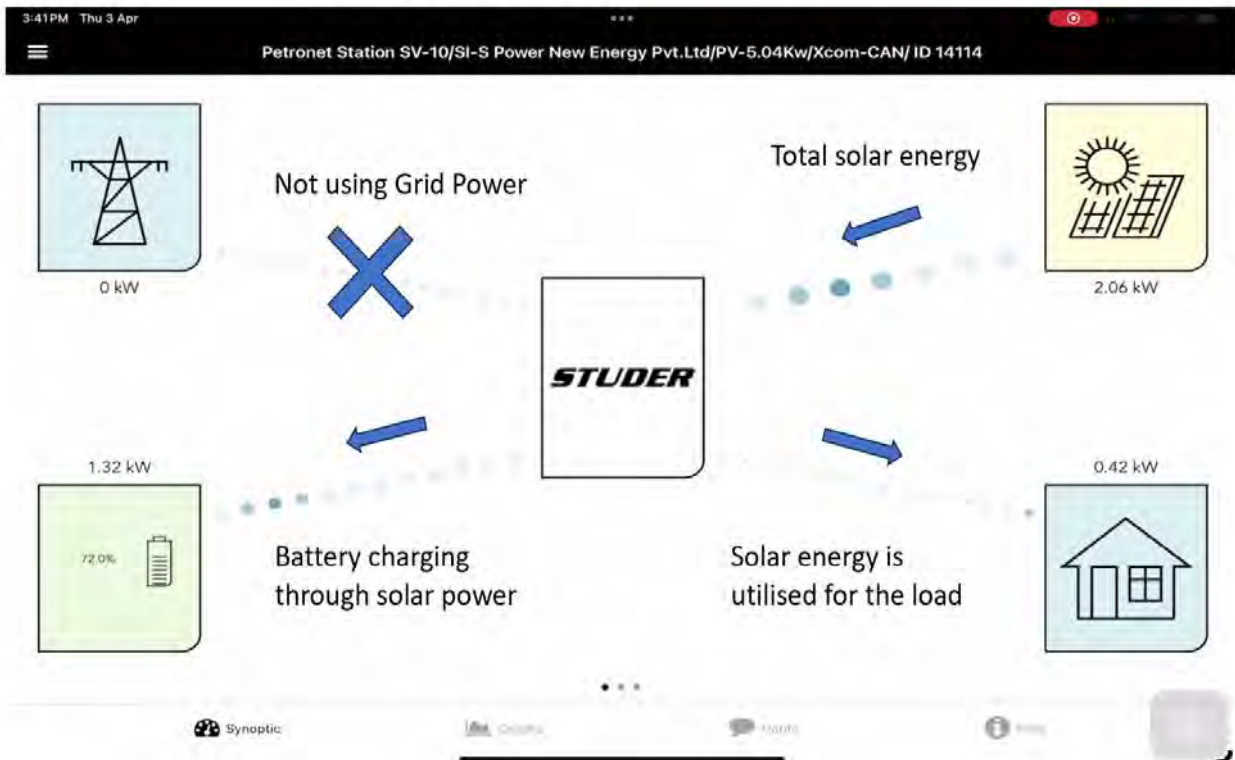 3:41PM Thu 3 Apr
Petronet Station SV-10/SI-S Power New Energy Pvt.Ltd/PV-5.04Kw/Xcom-CAN/ ID 14114
Not using Grid Power
Total solar energy
0 kW
2.06 kW
STUDER
1.32 kW
0.42 kW
72.0%
Battery charging
through solar power
Solar energy is
utilised for the load
Synoptic